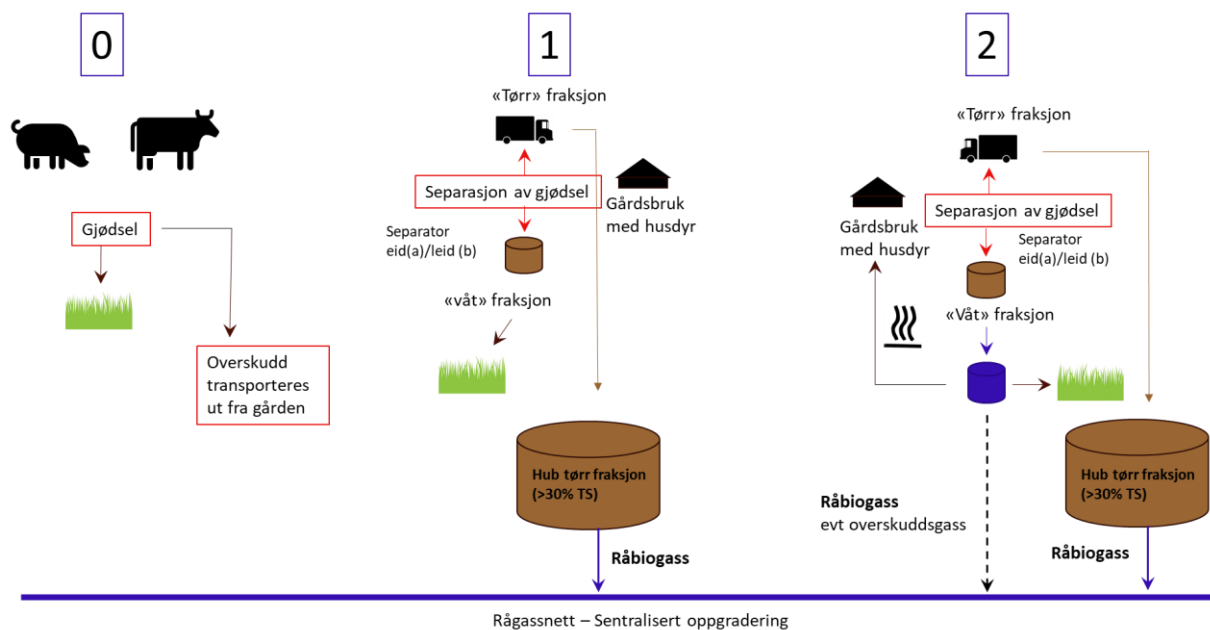 0
Gjødsel
Overskudd
transporteres
ut fra gården
1
«Tørr» fraksjon
Separasjon av gjødsel
Gårdsbruk
med husdyr
Separator
eid(a)/leid (b)
«våt» fraksjon
Hub tørr fraksjon
(>30% TS)
Råbiogass
2
«Tørr» fraksjon
Gårdsbruk
med husdyr
Separasjon av gjødsel
Separator
eid(a)/leid (b)
«Våt» fraksjon
Råbiogass
evt overskuddsgass
Hub tørr fraksjon
(>30% TS)
Råbiogass
Rågassnett – Sentralisert oppgradering